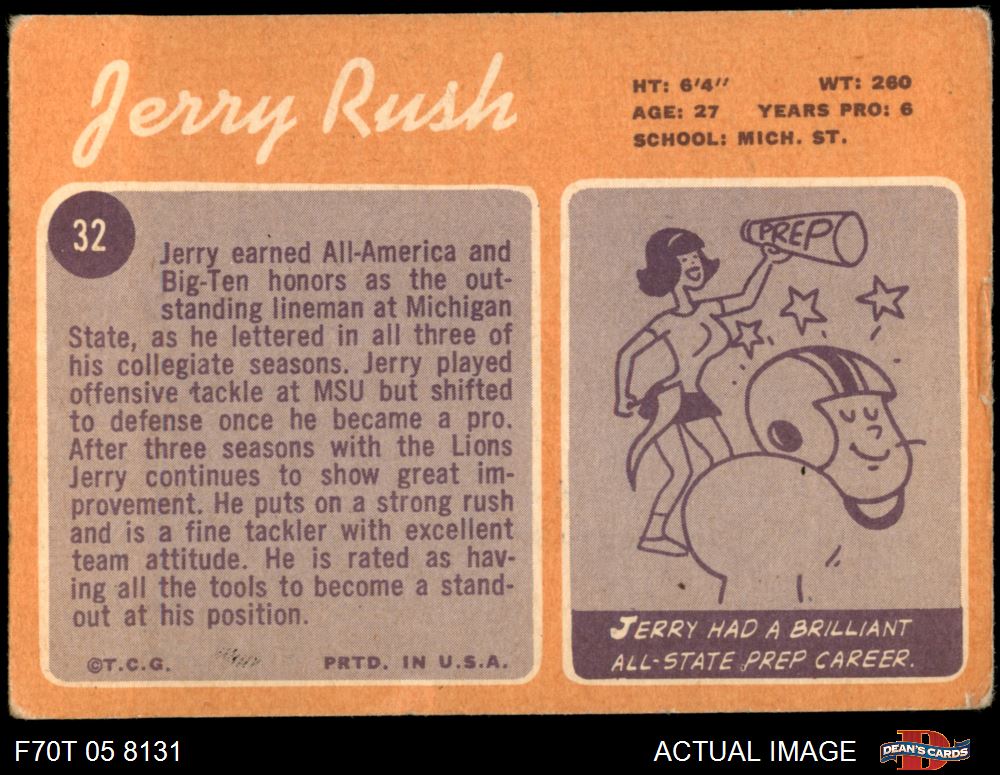 Jerry Rush
HT: 6'4'' WT: 260
AGE: 27 YEARS PRO: 6
SCHOOL: MICH. ST.
32
Jerry earned All-America and
Big-Ten honors as the out-
standing lineman at Michigan
State, as he lettered in all three of
his collegiate seasons. Jerry played
offensive tackle at MSU but shifted
to defense once he became a pro.
After three seasons with the Lions
Jerry continues to show great im-
provement. He puts on a strong rush
and is a fine tackler with excellent
team attitude. He is rated as hav-
ing all the tools to become a stand-
out at his position.
©T.C.G. PRTD. IN U.S.A.
PREP
JERRY HAD A BRILLIANT
ALL-STATE PREP CAREER.
F70T 05 8131
ACTUAL IMAGE
D
DEAN'S CARDS